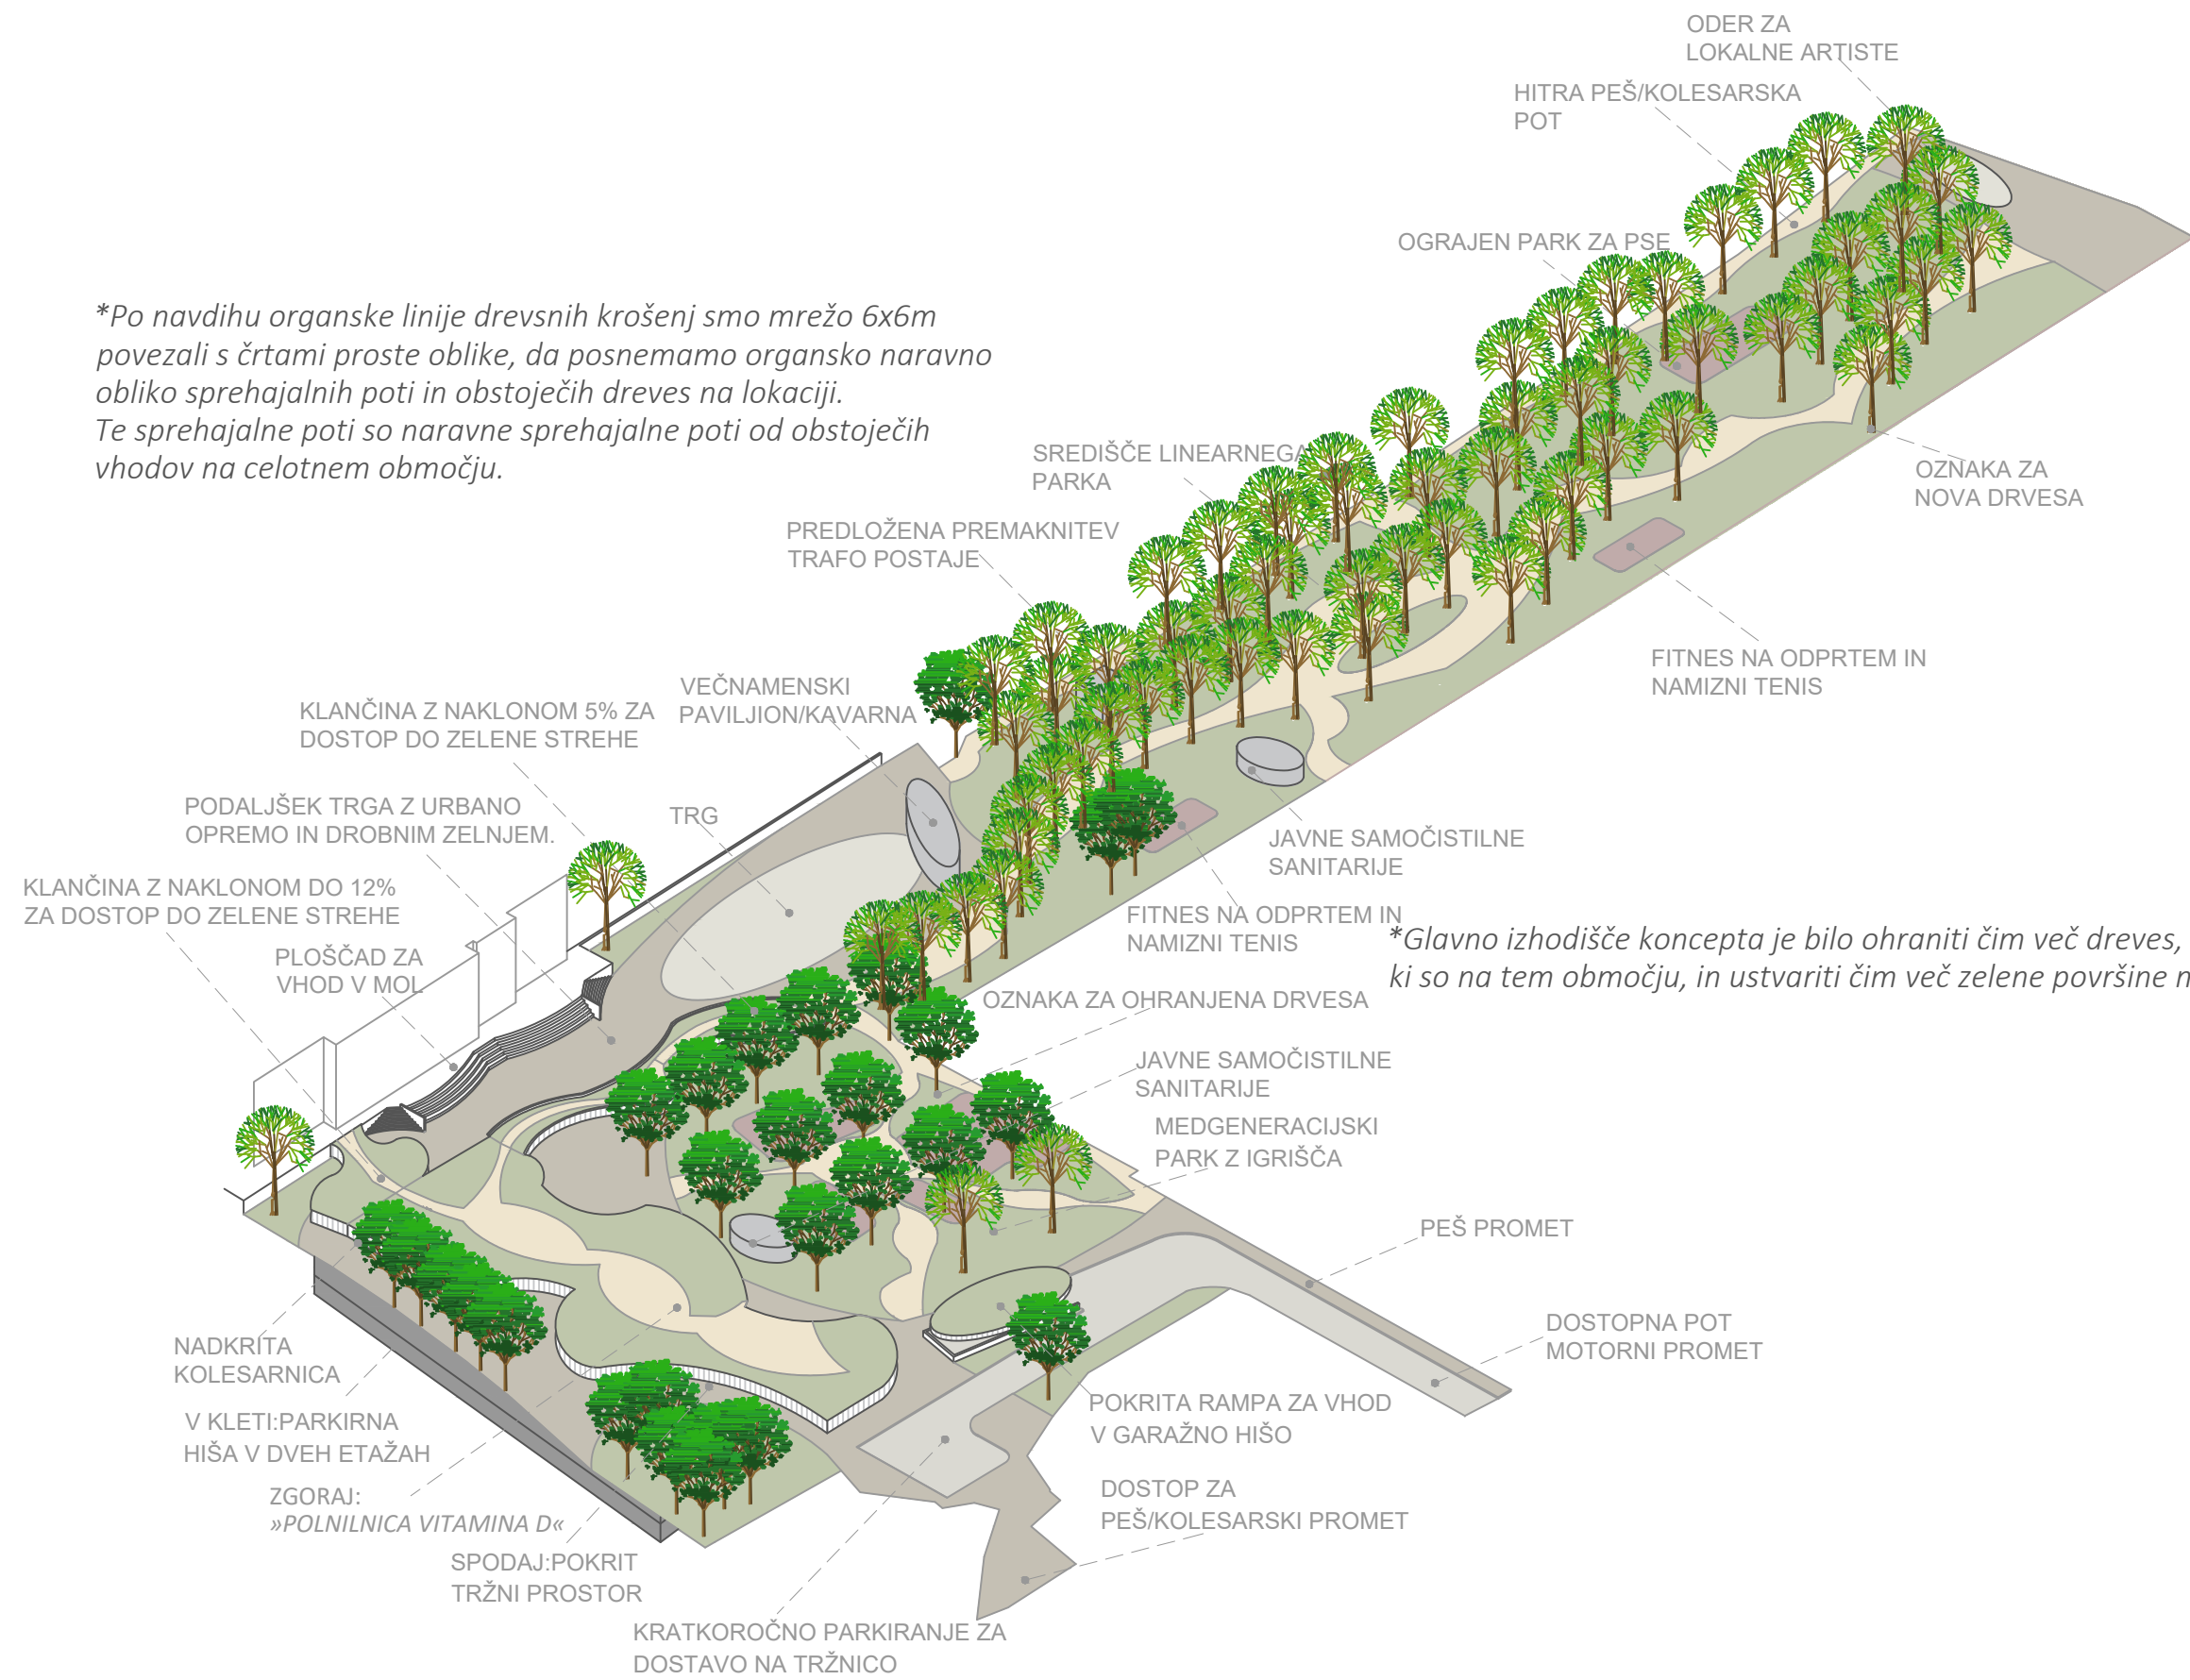 ODER ZA
LOKALNE ARTISTE
HITRA PEŠ/KOLESARSKA
POT
OGRAJEN PARK ZA PSE
*Po navdihu organske linije drevsnih krošenj smo mrežo 6x6m
povezali s črtami proste oblike, da posnemamo organsko naravno
obliko sprehajalnih poti in obstoječih dreves na lokaciji.
Te sprehajalne poti so naravne sprehajalne poti od obstoječih
vhodov na celotnem območju.
SREDIŠČE LINEARNEGA
PARKA
OZNAKA ZA
NOVA DRVESA
PREDLOŽENA PREMAKNITEV
TRAFO POSTAJE
FITNES NA ODPRTEM IN
NAMIZNI TENIS
VEČNAMENSKI
PAVILJION/KAVARNA
KLANČINA Z NAKLONOM 5% ZA
DOSTOP DO ZELENE STREHE
PODALJŠEK TRGA Z URBANO
OPREMO IN DROBNIM ZELNJEM.
TRG
JAVNE SAMOČISTILNE
SANITARIJE
KLANČINA Z NAKLONOM DO 12%
ZA DOSTOP DO ZELENE STREHE
FITNES NA ODPRTEM IN
NAMIZNI TENIS
*Glavno izhodišče koncepta je bilo ohraniti čim več dreves,
ki so na tem območju, in ustvariti čim več zelene površine n
PLOŠČAD ZA
VHOD V MOL
OZNAKA ZA OHRANJENA DRVESA
JAVNE SAMOČISTILNE
SANITARIJE
MEDGENERACIJSKI
PARK Z IGRIŠČA
PEŠ PROMET
DOSTOPNA POT
MOTORNI PROMET
NADKRITA
KOLESARNICA
V KLETI:PARKIRNA
HIŠA V DVEH ETAŽAH
POKRITA RAMPA ZA VHOD
V GARAŽNO HIŠO
ZGORAJ:
»POLNILNICA VITAMINA D«
DOSTOP ZA
PEŠ/KOLESARSKI PROMET
SPODAJ:POKRIT
TRŽNI PROSTOR
KRATKOROČNO PARKIRANJE ZA
DOSTAVO NA TRŽNICO